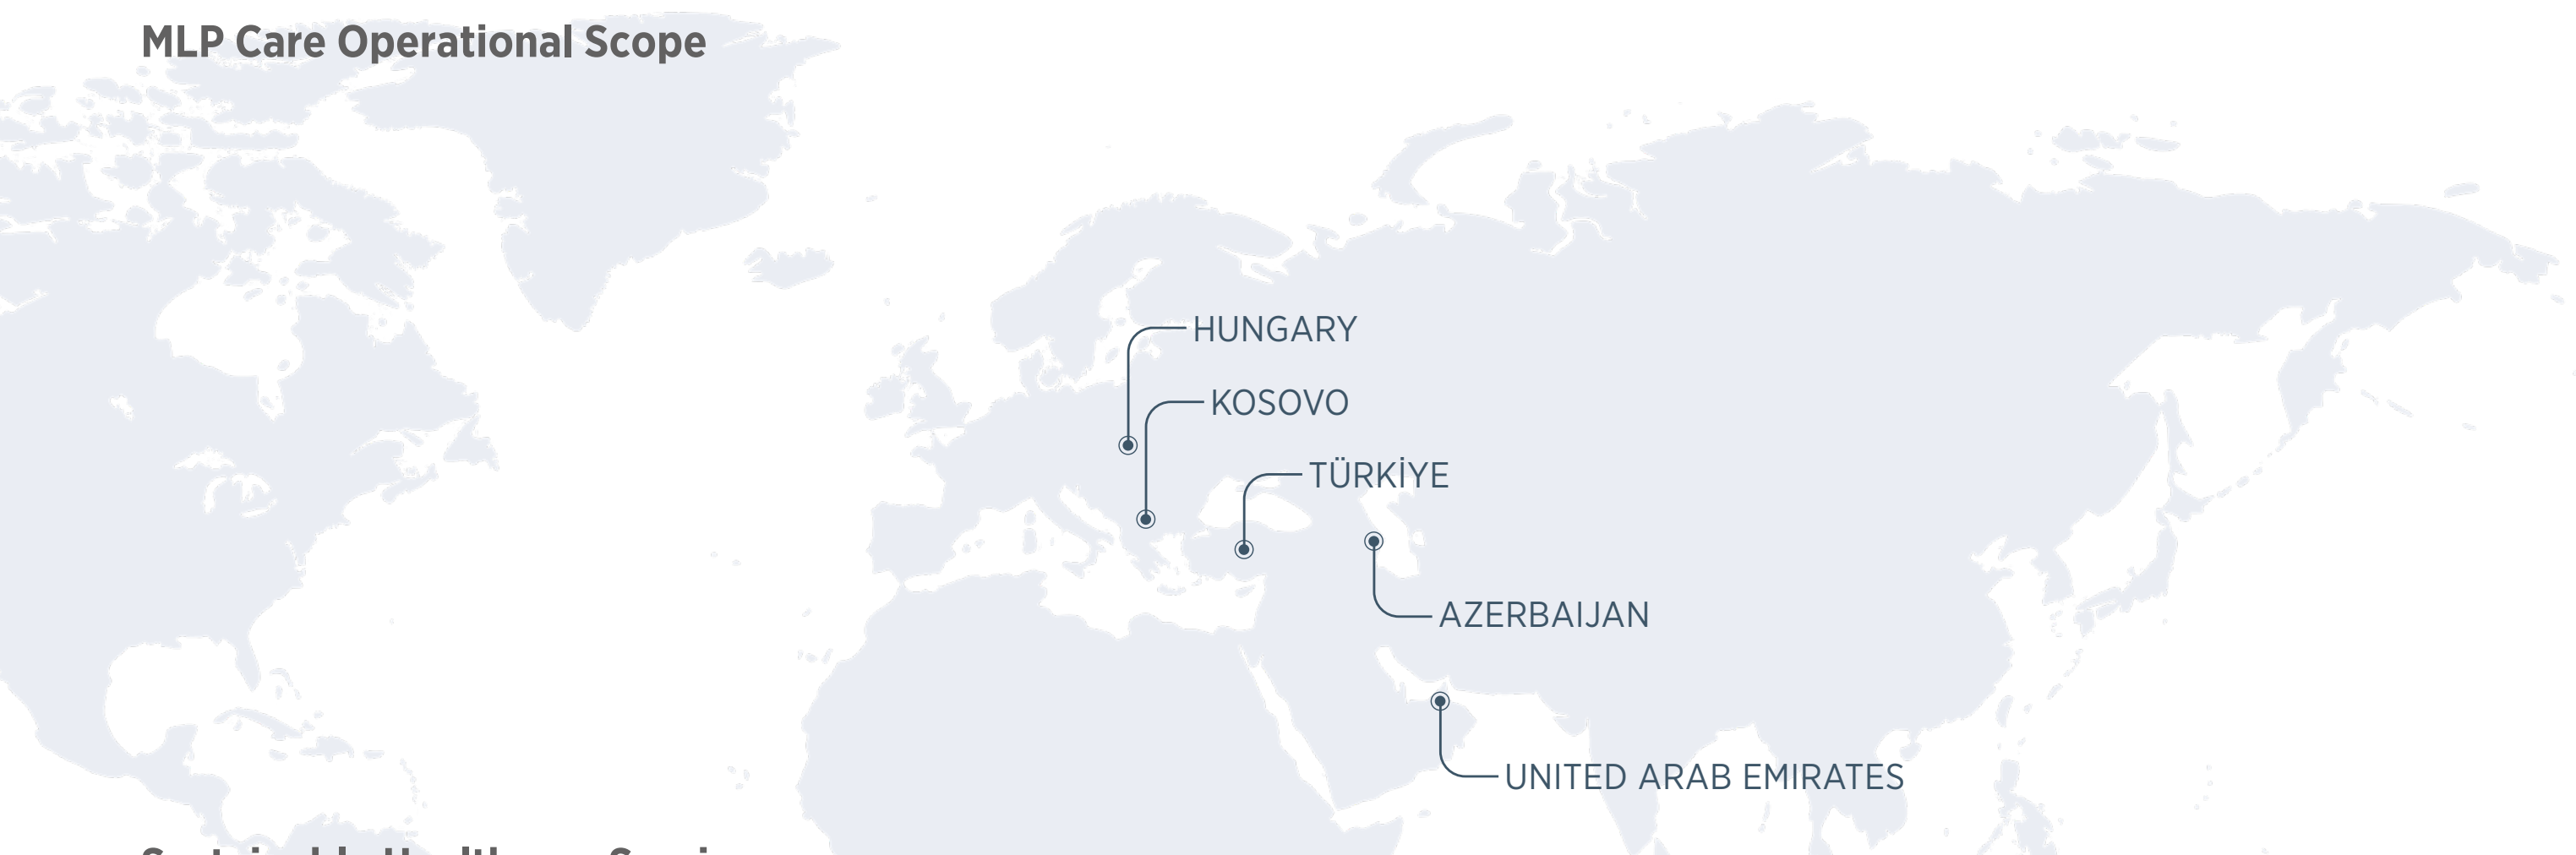 MLP Care Operational Scope
HUNGARY
KOSOVO
TÜRKİYE
AZERBAIJAN
UNITED ARAB EMIRATES